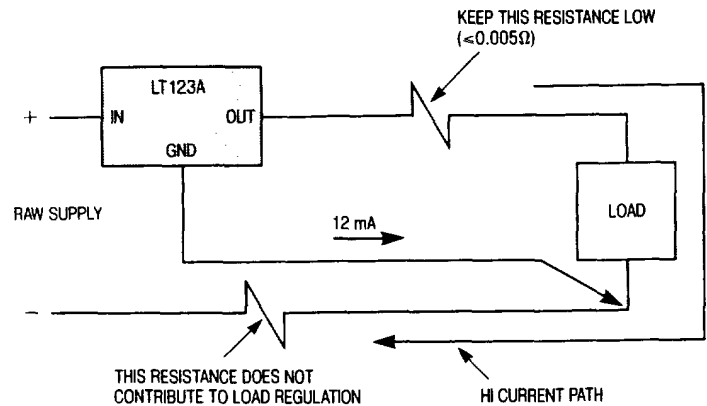 KEEP THIS RESISTANCE LOW
(≤0.005Ω)
LT123A
+
IN
OUT
GND
RAW SUPPLY
12 mA
LOAD
−
THIS RESISTANCE DOES NOT
CONTRIBUTE TO LOAD REGULATION
HI CURRENT PATH